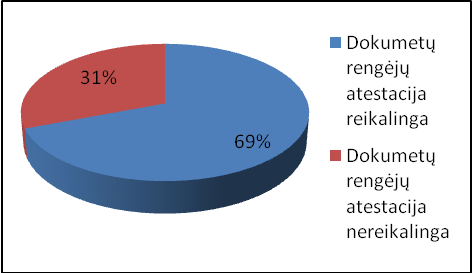 31%
69%
Dokumetų
rengėjų
atestacija
reikalinga
Dokumetų
rengėjų
atestacija
nereikalinga